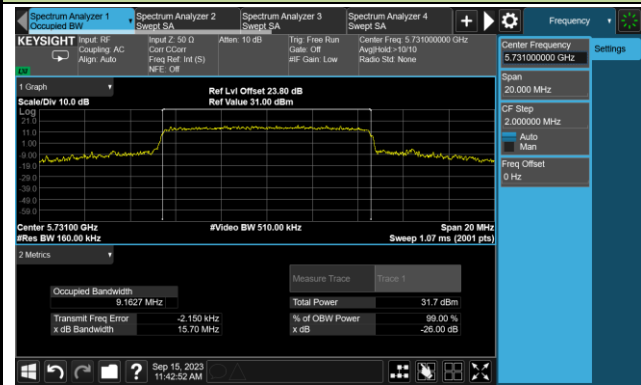 Spectrum Analyzer 1
Occupied BW
Spectrum Analyzer 2
Swept SA
Spectrum Analyzer 3
Swept SA
Spectrum Analyzer 4
Swept SA
Frequency
KEYSIGHT
Input: RF
Coupling: AC
Align: Auto
Input Z: 50 Ω
Corr CCorr
Freq Ref: Int (S)
NFE: Off
Atten: 10 dB
Trig: Free Run
Gate: Off
#IF Gain: Low
Center Freq: 5.731000000 GHz
Avg|Hold:>10/10
Radio Std: None
Center Frequency
5.731000000 GHz
Settings
Span
20.000 MHz
CF Step
2.000000 MHz
Auto
Man
Freq Offset
0 Hz
1 Graph
Scale/Div 10.0 dB
Ref Lvl Offset 23.80 dB
Ref Value 31.00 dBm
Log
21.0
11.0
1.00
-9.00
-19.0
-29.0
-39.0
-49.0
-59.0
Center 5.73100 GHz
#Res BW 160.00 kHz
#Video BW 510.00 kHz
Span 20 MHz
Sweep 1.07 ms (2001 pts)
2 Metrics
Measure Trace
Trace 1
Occupied Bandwidth
9.1627 MHz
Total Power
31.7 dBm
Transmit Freq Error
-2.150 kHz
% of OBW Power
99.00 %
x dB Bandwidth
15.70 MHz
x dB
-26.00 dB
Sep 15, 2023
11:42:52 AM